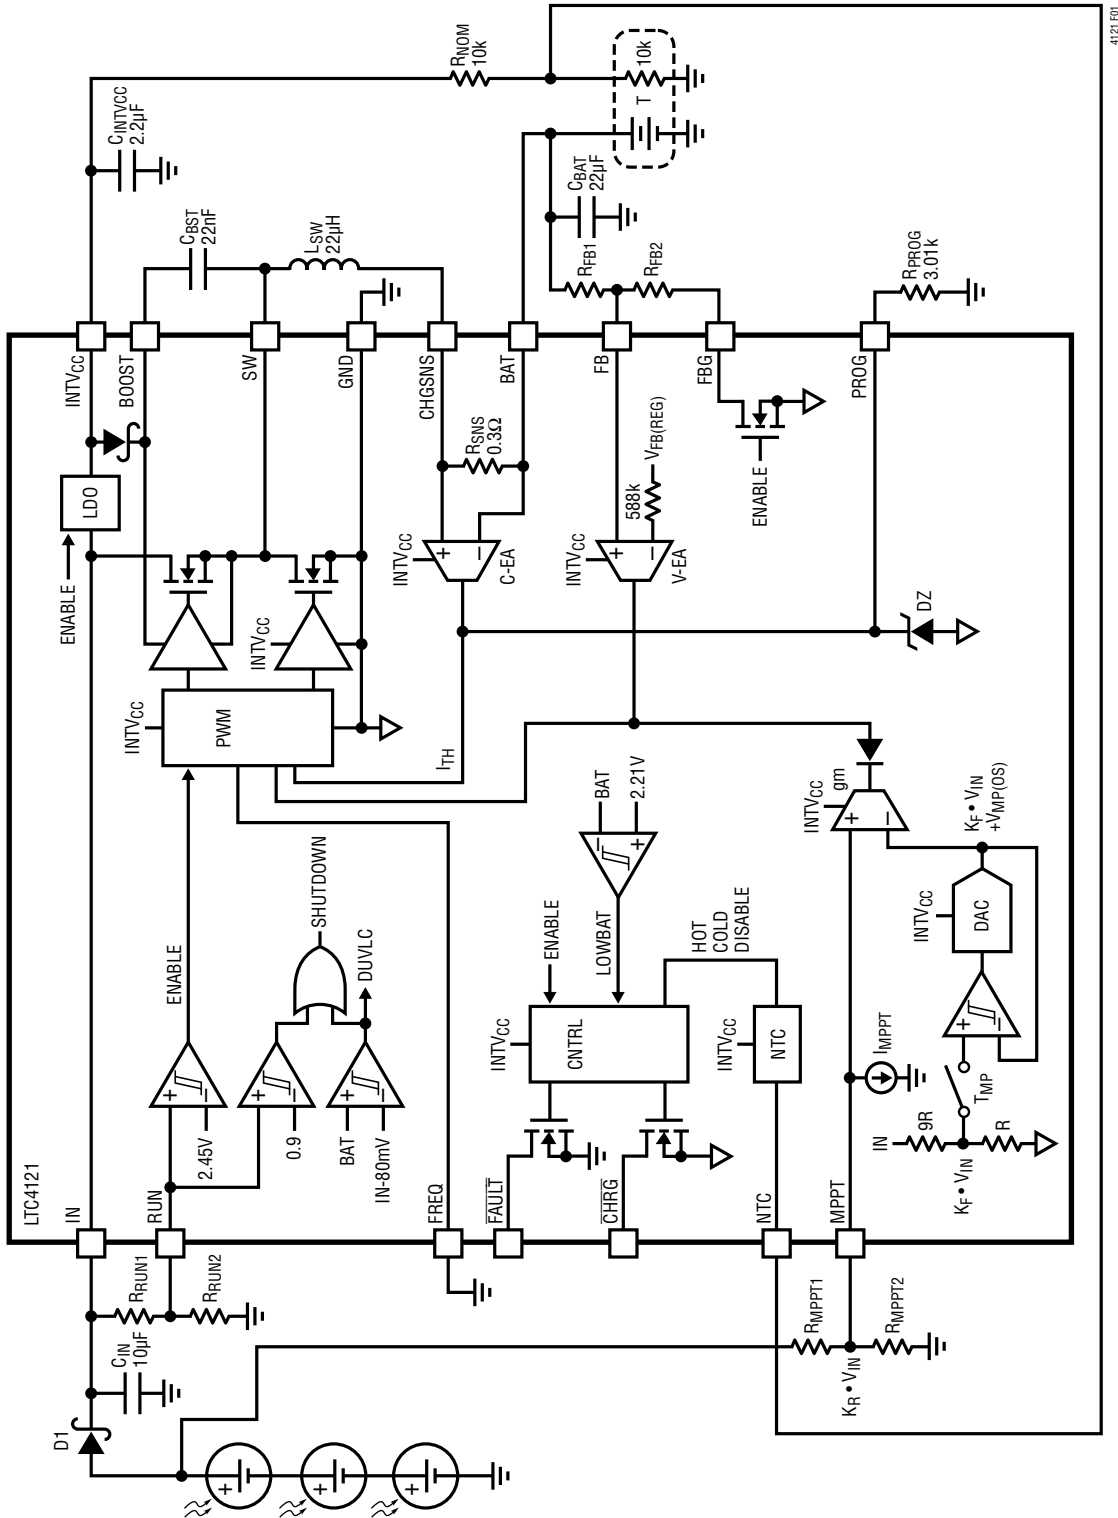 4121 F01
RNOM
10k
CINTVCC
2.2µF
10k
T
CBST
22nF
LSW
22µH
CBAT
22µF
RFB1
RFB2
RPROG
3.01k
INTVCC
BOOST
SW
GND
CHGSNS
BAT
FB
FBG
PROG
LDO
ENABLE
RSNS
0.3Ω
VFB(REG)
588k
ENABLE
INTVCC
+
–
C-EA
INTVCC
+
–
V-EA
INTVCC
DZ
INTVCC
PWM
ITH
BAT
2.21V
–
+
INTVCC
gm
+
–
KF • VIN
+VMP(OS)
ENABLE
SHUTDOWN
DUVLC
ENABLE
LOWBAT
HOT
COLD
DISABLE
INTVCC
DAC
INTVCC
CNTRL
INTVCC
NTC
IMPPT
+
–
+
–
2.45V
+
–
0.9
+
–
BAT
IN-80mV
TMP
IN
9R
R
KF • VIN
LTC4121
IN
RUN
FREQ
FAULT
CHRG
NTC
MPPT
RRUN1
RRUN2
CIN
10µF
D1
RMPPT1
RMPPT2
KR • VIN
+
+
+